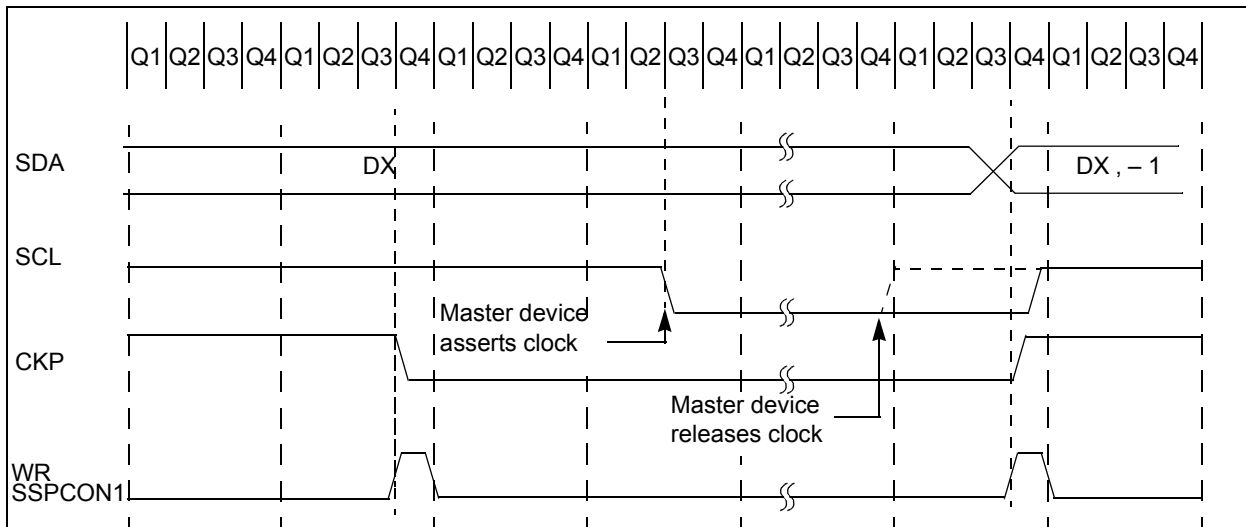 Q1 Q2 Q3 Q4 Q1 Q2 Q3 Q4 Q1 Q2 Q3 Q4 Q1 Q2 Q3 Q4 Q1 Q2 Q3 Q4 Q1 Q2 Q3 Q4 Q1 Q2 Q3 Q4
SDA
DX
DX , – 1
SCL
Master device
asserts clock
CKP
Master device
releases clock
WR
SSPCON1